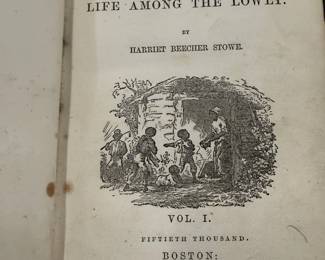 LIFE AMONG THE LOWLY.
BY
HARRIET BEECHER STOWE.
VOL. I.
FIFTIETH THOUSAND.
BOSTON: